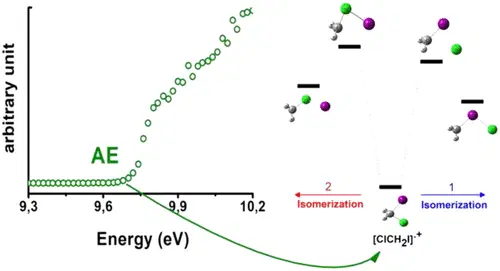 arbitrary unit
AE
9,3
9,6
9,9
10,2
Energy (eV)
2
Isomerization
1
Isomerization
[ClCH2I]·+